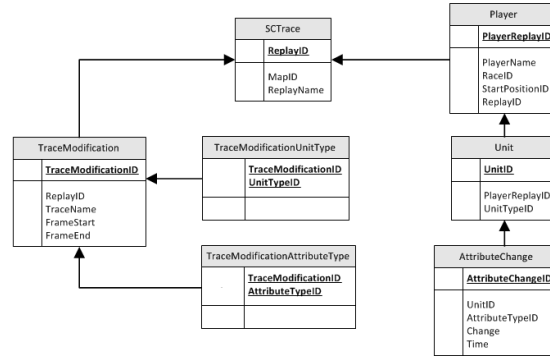 SCTrace
ReplayID
MapID
ReplayName
Player
PlayerReplayID
PlayerName
RaceID
StartPositionID
ReplayID
TraceModification
TraceModificationID
ReplayID
TraceName
FrameStart
FrameEnd
TraceModificationUnitType
TraceModificationID
UnitTypeID
Unit
UnitID
PlayerReplayID
UnitTypeID
TraceModificationAttributeType
TraceModificationID
AttributeTypeID
AttributeChange
AttributeChangeID
UnitID
AttributeTypeID
Change
Time